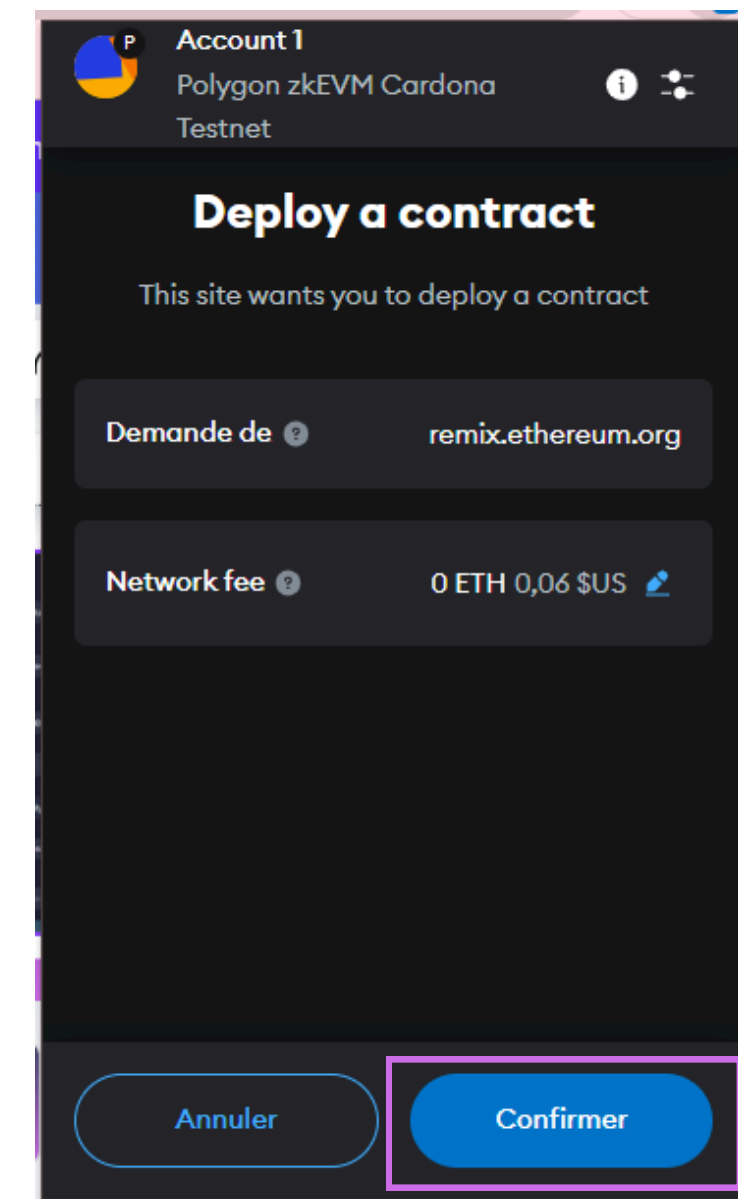 P
Account 1
Polygon zkEVM Cardona
Testnet
Deploy a contract
This site wants you to deploy a contract
Demande de
remix.ethereum.org
Network fee
0 ETH 0,06 $US
Annuler
Confirmer